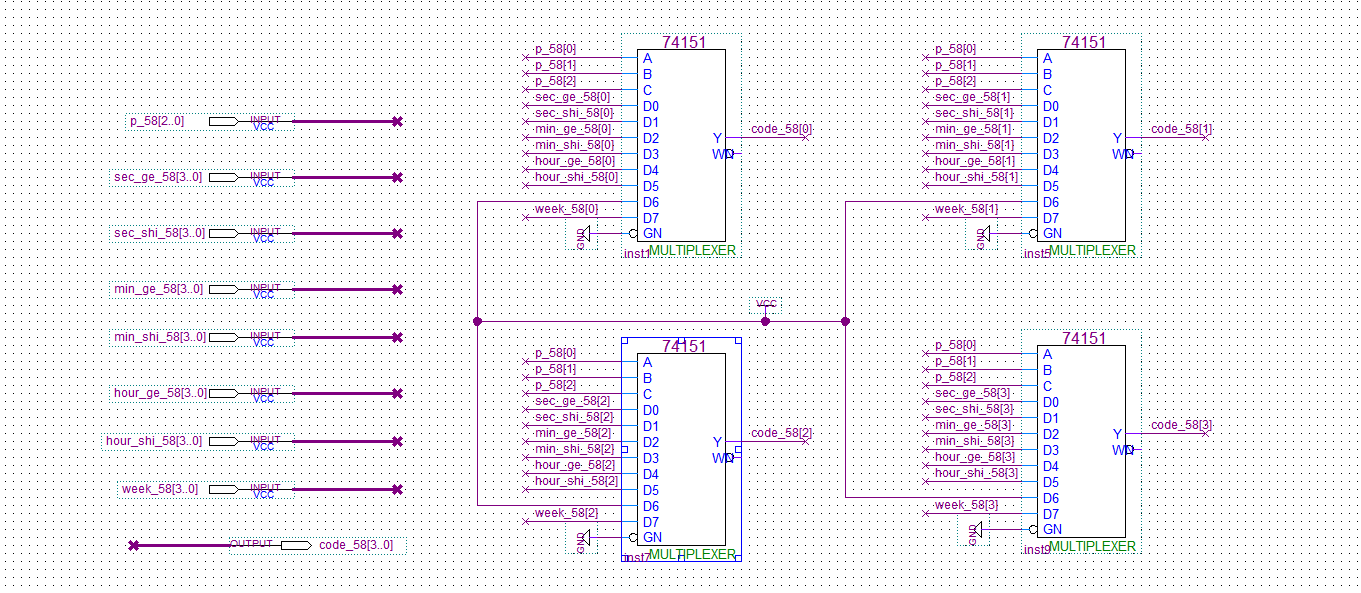 p_58[2..0] INPUT VCC
sec_ge_58[3..0] INPUT VCC
sec_shi_58[3..0] INPUT VCC
min_ge_58[3..0] INPUT VCC
min_shi_58[3..0] INPUT VCC
hour_ge_58[3..0] INPUT VCC
hour_shi_58[3..0] INPUT VCC
week_58[3..0] INPUT VCC
OUTPUT code_58[3..0]
74151
p_58[0] A
p_58[1] B
p_58[2] C
sec_ge_58[0] D0
sec_shi_58[0] D1
min_ge_58[0] D2 Y code_58[0]
min_shi_58[0] D3 WN
hour_ge_58[0] D4
hour_shi_58[0] D5
D6
week_58[0] D7
GND GN
inst1 MULTIPLEXER
74151
p_58[0] A
p_58[1] B
p_58[2] C
sec_ge_58[1] D0
sec_shi_58[1] D1
min_ge_58[1] D2 Y code_58[1]
min_shi_58[1] D3 WN
hour_ge_58[1] D4
hour_shi_58[1] D5
D6
week_58[1] D7
GND GN
inst5 MULTIPLEXER
VCC
74151
p_58[0] A
p_58[1] B
p_58[2] C
sec_ge_58[2] D0
sec_shi_58[2] D1
min_ge_58[2] D2 Y code_58[2]
min_shi_58[2] D3 WN
hour_ge_58[2] D4
hour_shi_58[2] D5
D6
week_58[2] D7
GND GN
inst7 MULTIPLEXER
74151
p_58[0] A
p_58[1] B
p_58[2] C
sec_ge_58[3] D0
sec_shi_58[3] D1
min_ge_58[3] D2 Y code_58[3]
min_shi_58[3] D3 WN
hour_ge_58[3] D4
hour_shi_58[3] D5
D6
week_58[3] D7
GND GN
inst9 MULTIPLEXER